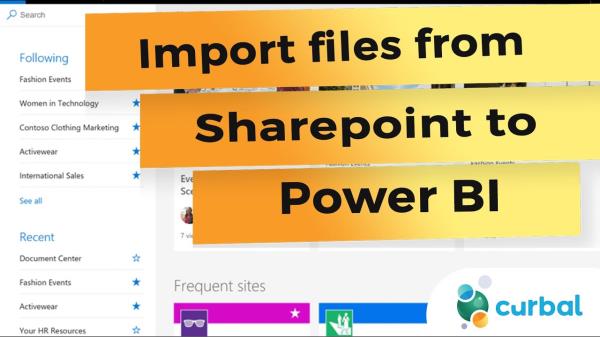 Search
Following
Fashion Events
Women in Technology
Contoso Clothing Marketing
Activewear
International Sales
See all
Recent
Document Center
Fashion Events
Activewear
Your HR Resources
Import files from
Sharepoint to
Power BI
Frequent sites
curbal